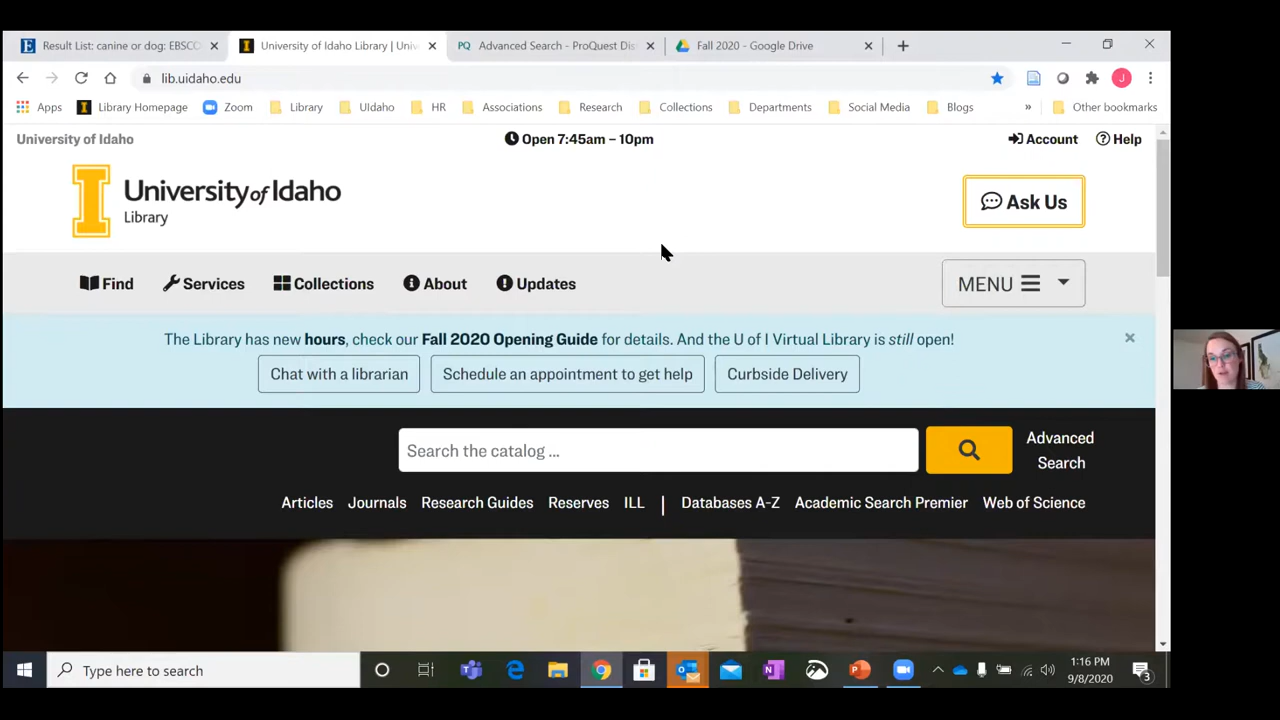 Result List: canine or dog: EBSCO
University of Idaho Library | Univ
PQ Advanced Search - ProQuest Dis
Fall 2020 - Google Drive
lib.uidaho.edu
J
Apps
Library Homepage
Zoom
Library
UIdaho
HR
Associations
Research
Collections
Departments
Social Media
Blogs
»
Other bookmarks
University of Idaho
Open 7:45am – 10pm
Account
Help
University of Idaho
Library
Ask Us
Find
Services
Collections
About
Updates
MENU
The Library has new hours, check our Fall 2020 Opening Guide for details. And the U of I Virtual Library is still open!
Chat with a librarian
Schedule an appointment to get help
Curbside Delivery
Search the catalog ...
Advanced
Search
Articles Journals Research Guides Reserves ILL | Databases A-Z Academic Search Premier Web of Science
Type here to search
1:16 PM
9/8/2020
3